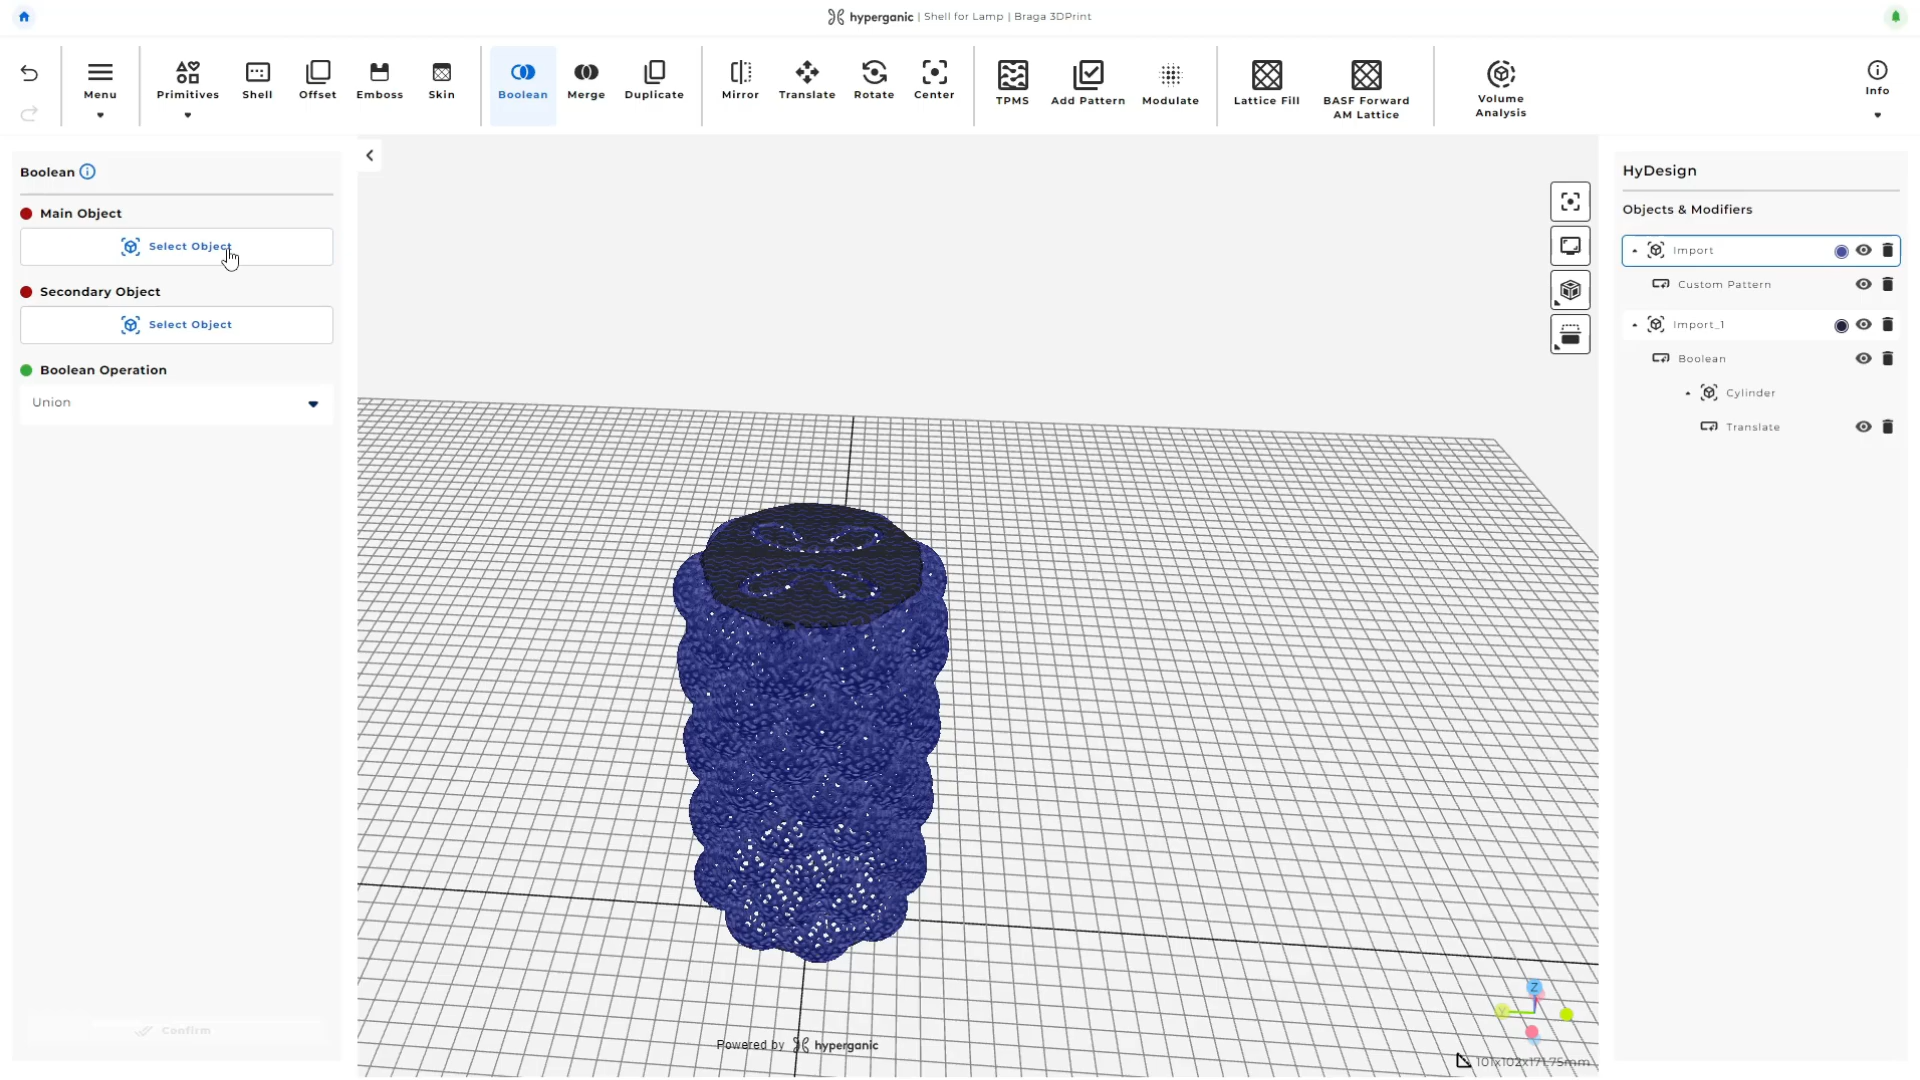 hyperganic | Shell for Lamp | Braga 3DPrint
Menu
Primitives
Shell
Offset
Emboss
Skin
Boolean
Merge
Duplicate
Mirror
Translate
Rotate
Center
TPMS
Add Pattern
Modulate
Lattice Fill
BASF Forward
AM Lattice
Volume
Analysis
Info
Boolean
Main Object
Select Object
Secondary Object
Select Object
Boolean Operation
Union
Confirm
HyDesign
Objects & Modifiers
Import
Custom Pattern
Import_1
Boolean
Cylinder
Translate
Z
Powered by hyperganic
101x102x171.75mm